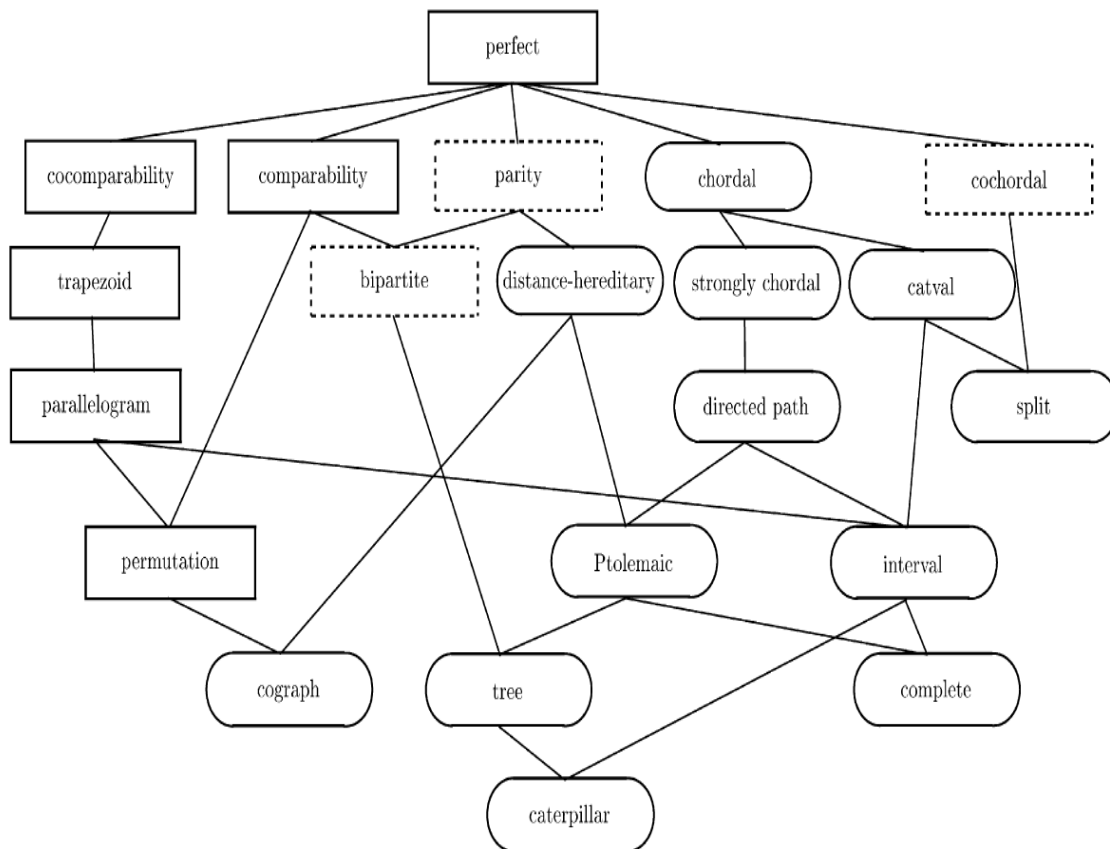 perfect
cocomparability
comparability
parity
chordal
cochordal
trapezoid
bipartite
distance-hereditary
strongly chordal
catval
parallelogram
directed path
split
permutation
Ptolemaic
interval
cograph
tree
complete
caterpillar